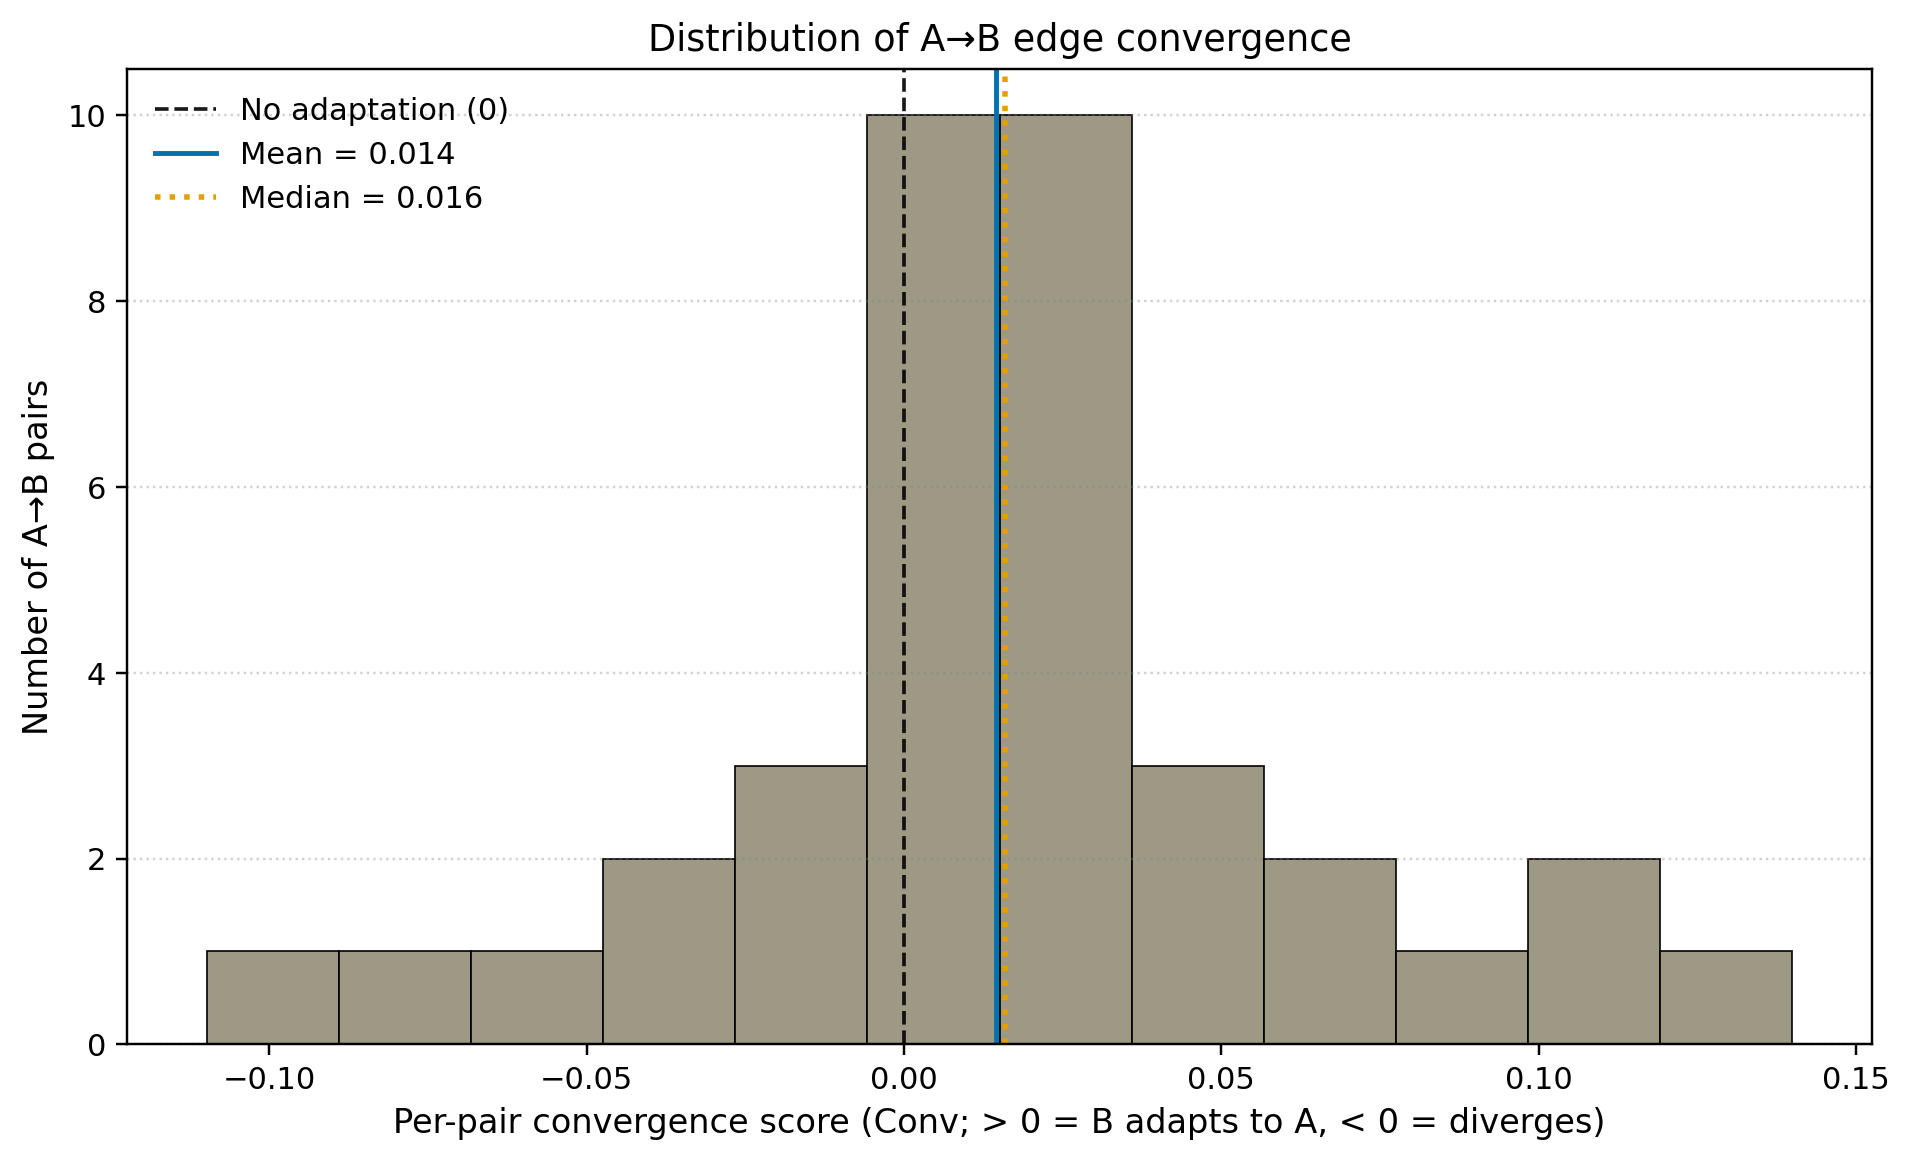 Distribution of A→B edge convergence
No adaptation (0)
Mean = 0.014
Median = 0.016
Number of A→B pairs
10
8
6
4
2
0
−0.10
−0.05
0.00
0.05
0.10
0.15
Per-pair convergence score (Conv; > 0 = B adapts to A, < 0 = diverges)